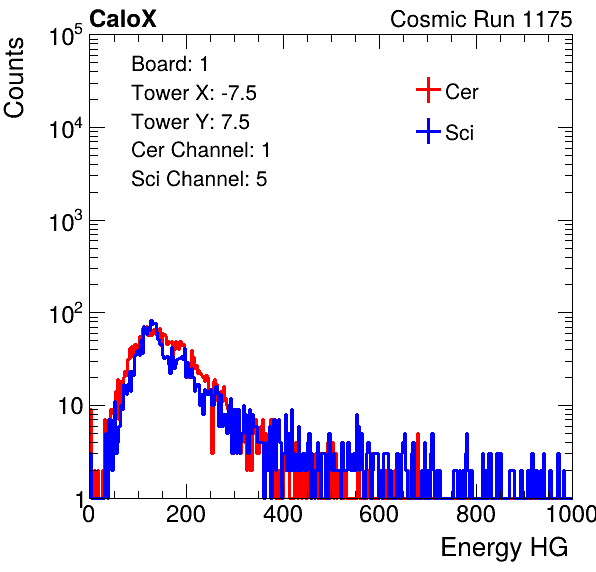 CaloX Cosmic Run 1175
Counts
10^5
10^4
10^3
10^2
10
1
Board: 1
Tower X: -7.5
Tower Y: 7.5
Cer Channel: 1
Sci Channel: 5
Cer
Sci
0 200 400 600 800 1000
Energy HG